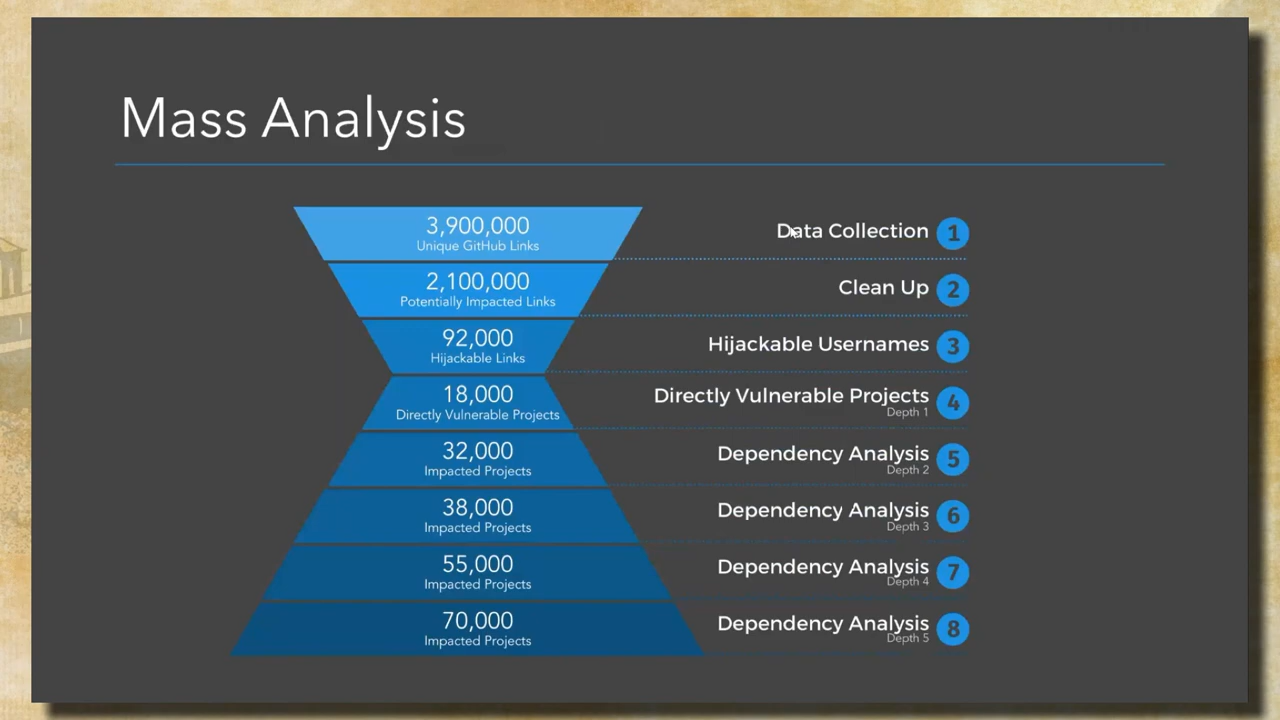 Mass Analysis
3,900,000
Unique GitHub Links
Data Collection 1
2,100,000
Potentially Impacted Links
Clean Up 2
92,000
Hijackable Links
Hijackable Usernames 3
18,000
Directly Vulnerable Projects
Directly Vulnerable Projects 4
Depth 1
32,000
Impacted Projects
Dependency Analysis 5
Depth 2
38,000
Impacted Projects
Dependency Analysis 6
Depth 3
55,000
Impacted Projects
Dependency Analysis 7
Depth 4
70,000
Impacted Projects
Dependency Analysis 8
Depth 5